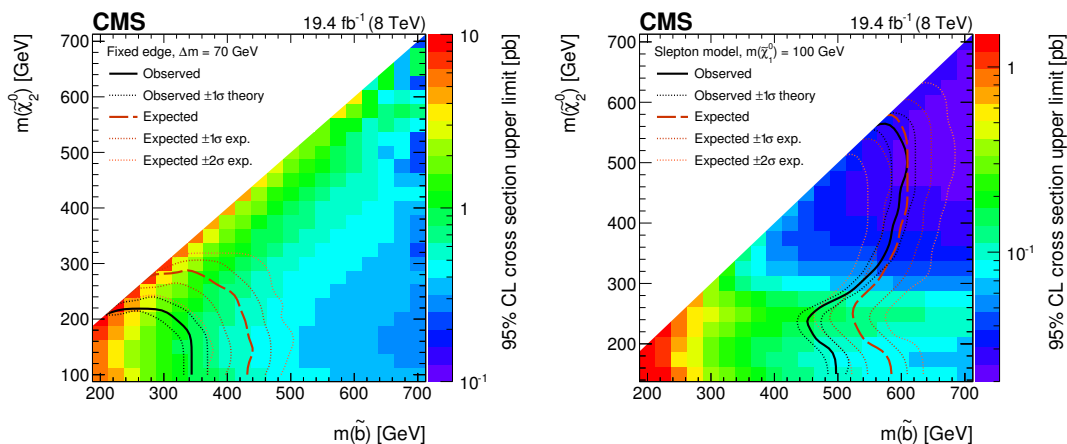 CMS 19.4 fb⁻¹ (8 TeV)
m(χ̃⁰₂) [GeV]
Fixed edge, Δm = 70 GeV
Observed
Observed ±1σ theory
Expected
Expected ±1σ exp.
Expected ±2σ exp.
700
600
500
400
300
200
100
200 300 400 500 600 700
m(b̃) [GeV]
10
1
10⁻¹
95% CL cross section upper limit [pb]
CMS 19.4 fb⁻¹ (8 TeV)
m(χ̃⁰₂) [GeV]
Slepton model, m(χ̃⁰₁) = 100 GeV
Observed
Observed ±1σ theory
Expected
Expected ±1σ exp.
Expected ±2σ exp.
700
600
500
400
300
200
200 300 400 500 600 700
m(b̃) [GeV]
1
10⁻¹
95% CL cross section upper limit [pb]